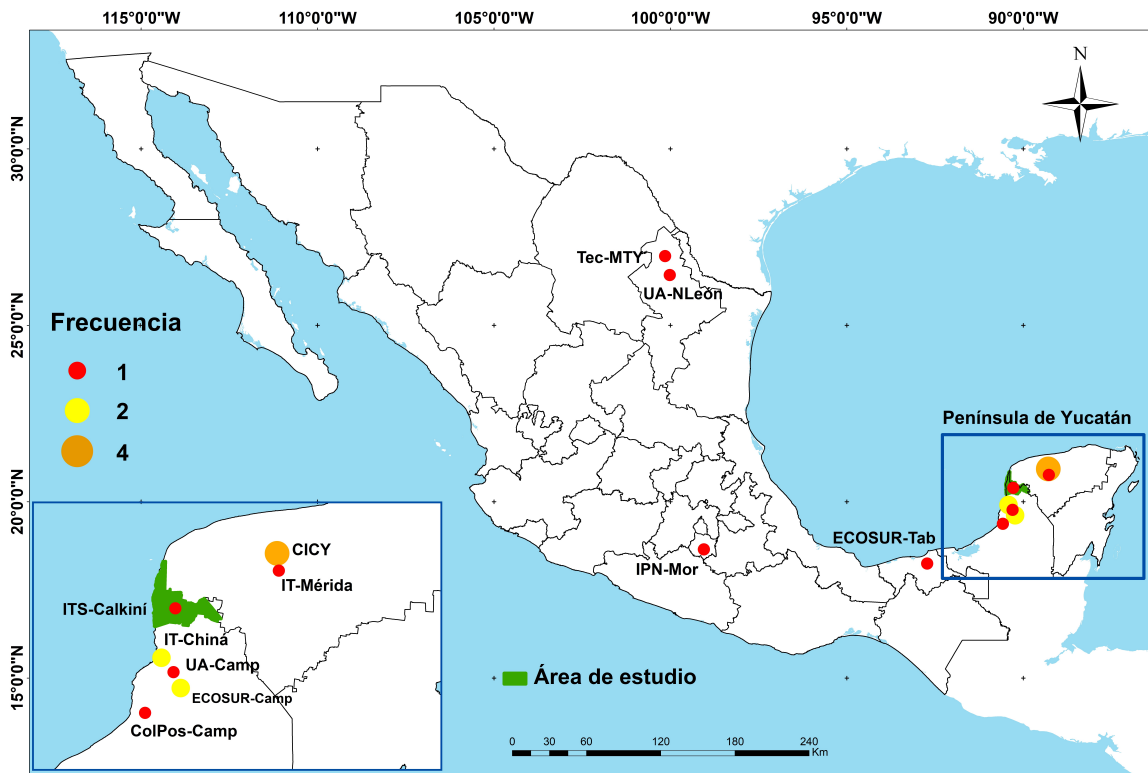 115°0'0"W
110°0'0"W
105°0'0"W
100°0'0"W
95°0'0"W
90°0'0"W
N
30°0'0"N
25°0'0"N
20°0'0"N
15°0'0"N
Tec-MTY
UA-NLeón
Frecuencia
1
2
4
Península de Yucatán
ECOSUR-Tab
IPN-Mor
CICY
IT-Mérida
ITS-Calkiní
IT-Chiná
UA-Camp
ECOSUR-Camp
ColPos-Camp
Área de estudio
0 30 60 120 180 240
Km